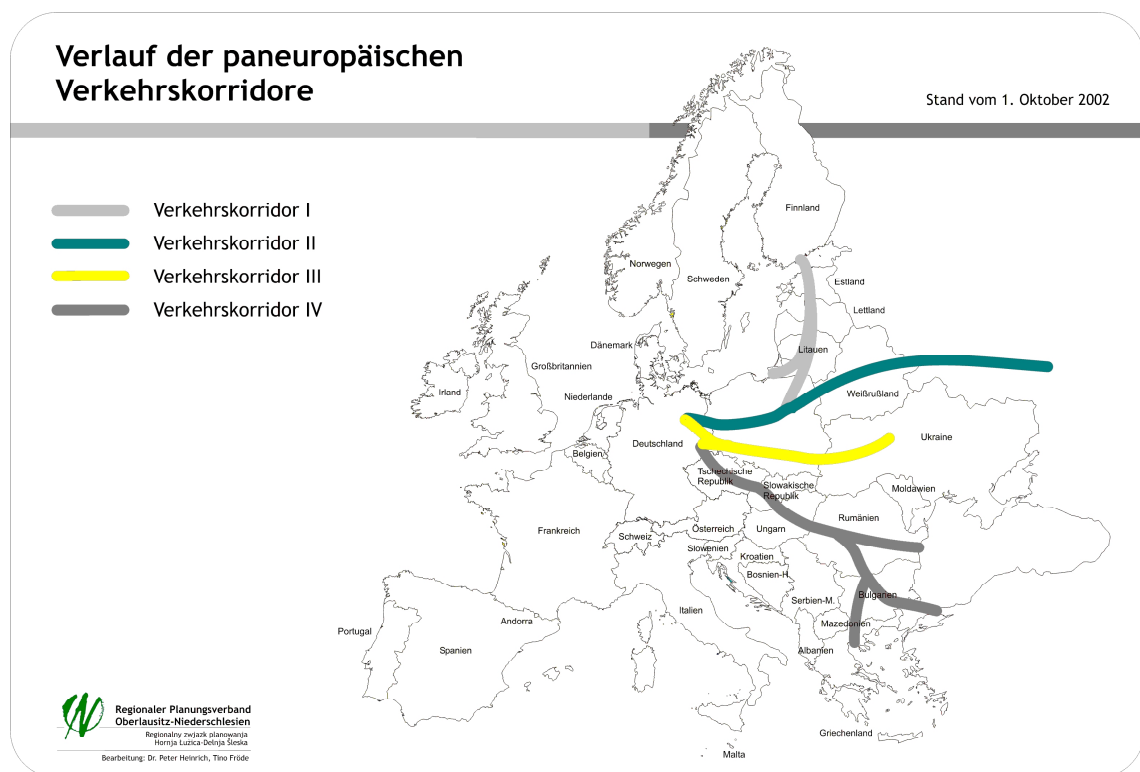 Verlauf der paneuropäischen
Verkehrskorridore
Stand vom 1. Oktober 2002
Verkehrskorridor I
Verkehrskorridor II
Verkehrskorridor III
Verkehrskorridor IV
Finnland
Norwegen
Schweden
Estland
Lettland
Dänemark
Litauen
Großbritannien
Irland
Niederlande
Weißrußland
Deutschland
Ukraine
Belgien
Tschechische
Republik
Slowakische
Republik
Moldawien
Frankreich
Schweiz
Österreich
Ungarn
Rumänien
Slowenien
Kroatien
Bosnien-H.
Serbien-M.
Bulgarien
Italien
Mazedonien
Andorra
Portugal
Spanien
Albanien
Griechenland
Malta
Regionaler Planungsverband
Oberlausitz-Niederschlesien
Regionalny zwjazk planowanja
Hornja Łuzica-Delnja Šleska
Bearbeitung: Dr. Peter Heinrich, Tino Fröde